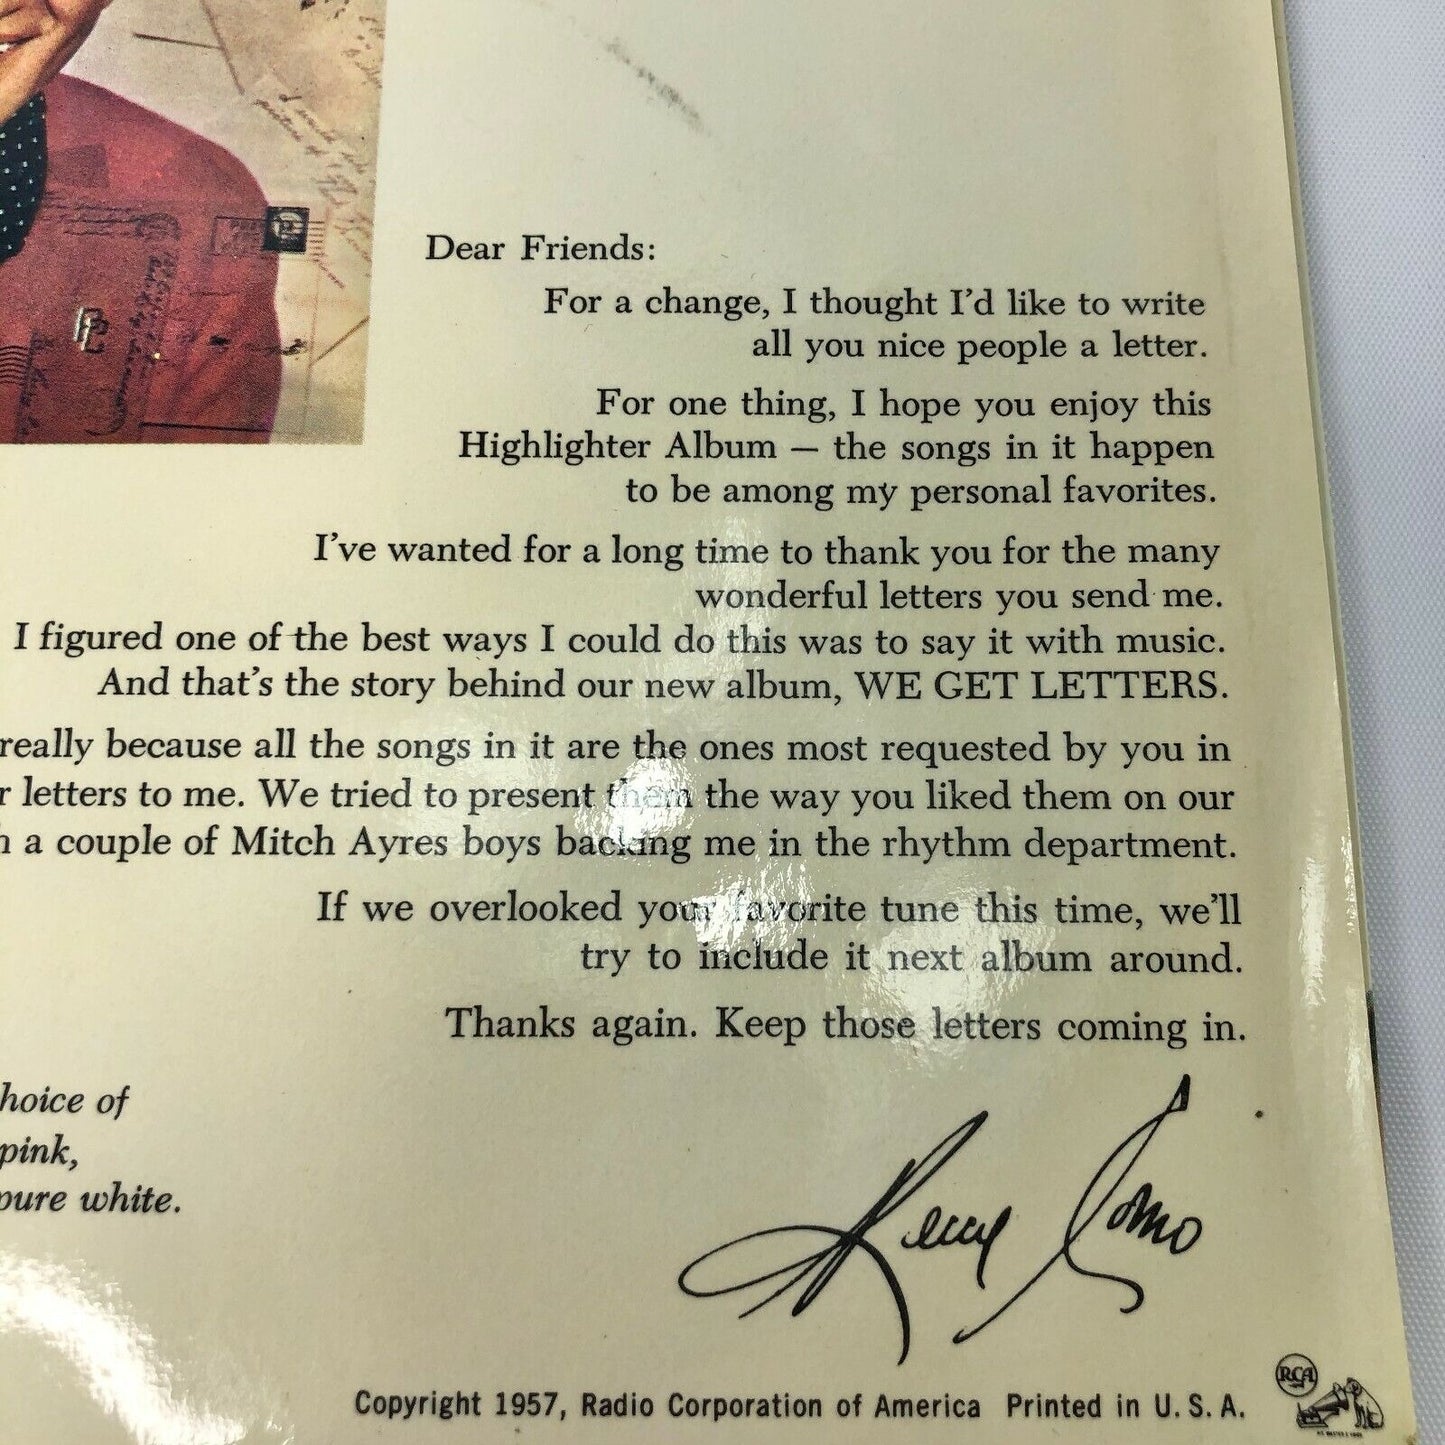 Dear Friends:
For a change, I thought I'd like to write
all you nice people a letter.
For one thing, I hope you enjoy this
Highlighter Album — the songs in it happen
to be among my personal favorites.
I've wanted for a long time to thank you for the many
wonderful letters you send me.
I figured one of the best ways I could do this was to say it with music.
And that's the story behind our new album, WE GET LETTERS.
really because all the songs in it are the ones most requested by you in
r letters to me. We tried to present them the way you liked them on our
h a couple of Mitch Ayres boys backing me in the rhythm department.
If we overlooked your favorite tune this time, we'll
try to include it next album around.
Thanks again. Keep those letters coming in.
hoice of
pink,
pure white.
Perry Como
Copyright 1957, Radio Corporation of America Printed in U. S. A.
RCA